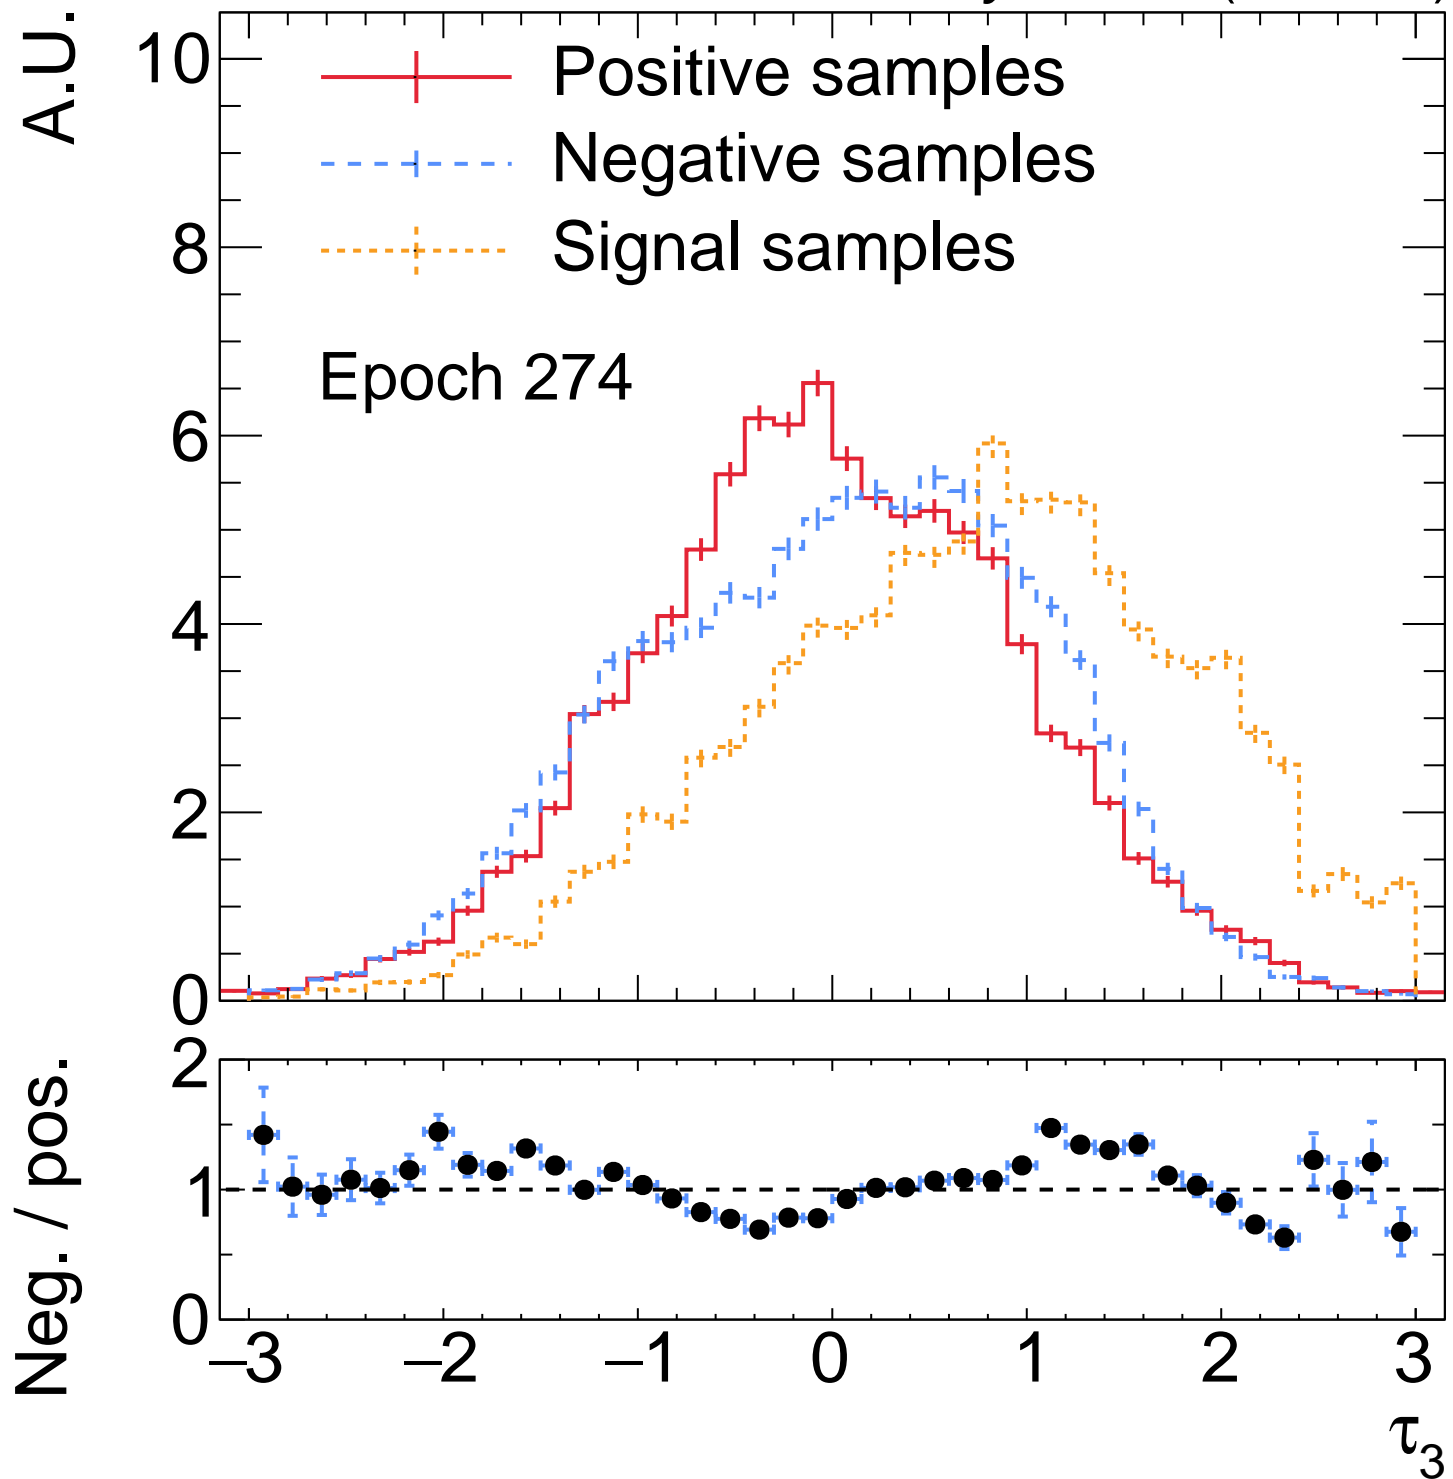 A.U.
10
8
6
4
2
0
Positive samples
Negative samples
Signal samples
Epoch 274
Neg. / pos.
2
1
0
–3
–2
–1
0
1
2
3
τ3